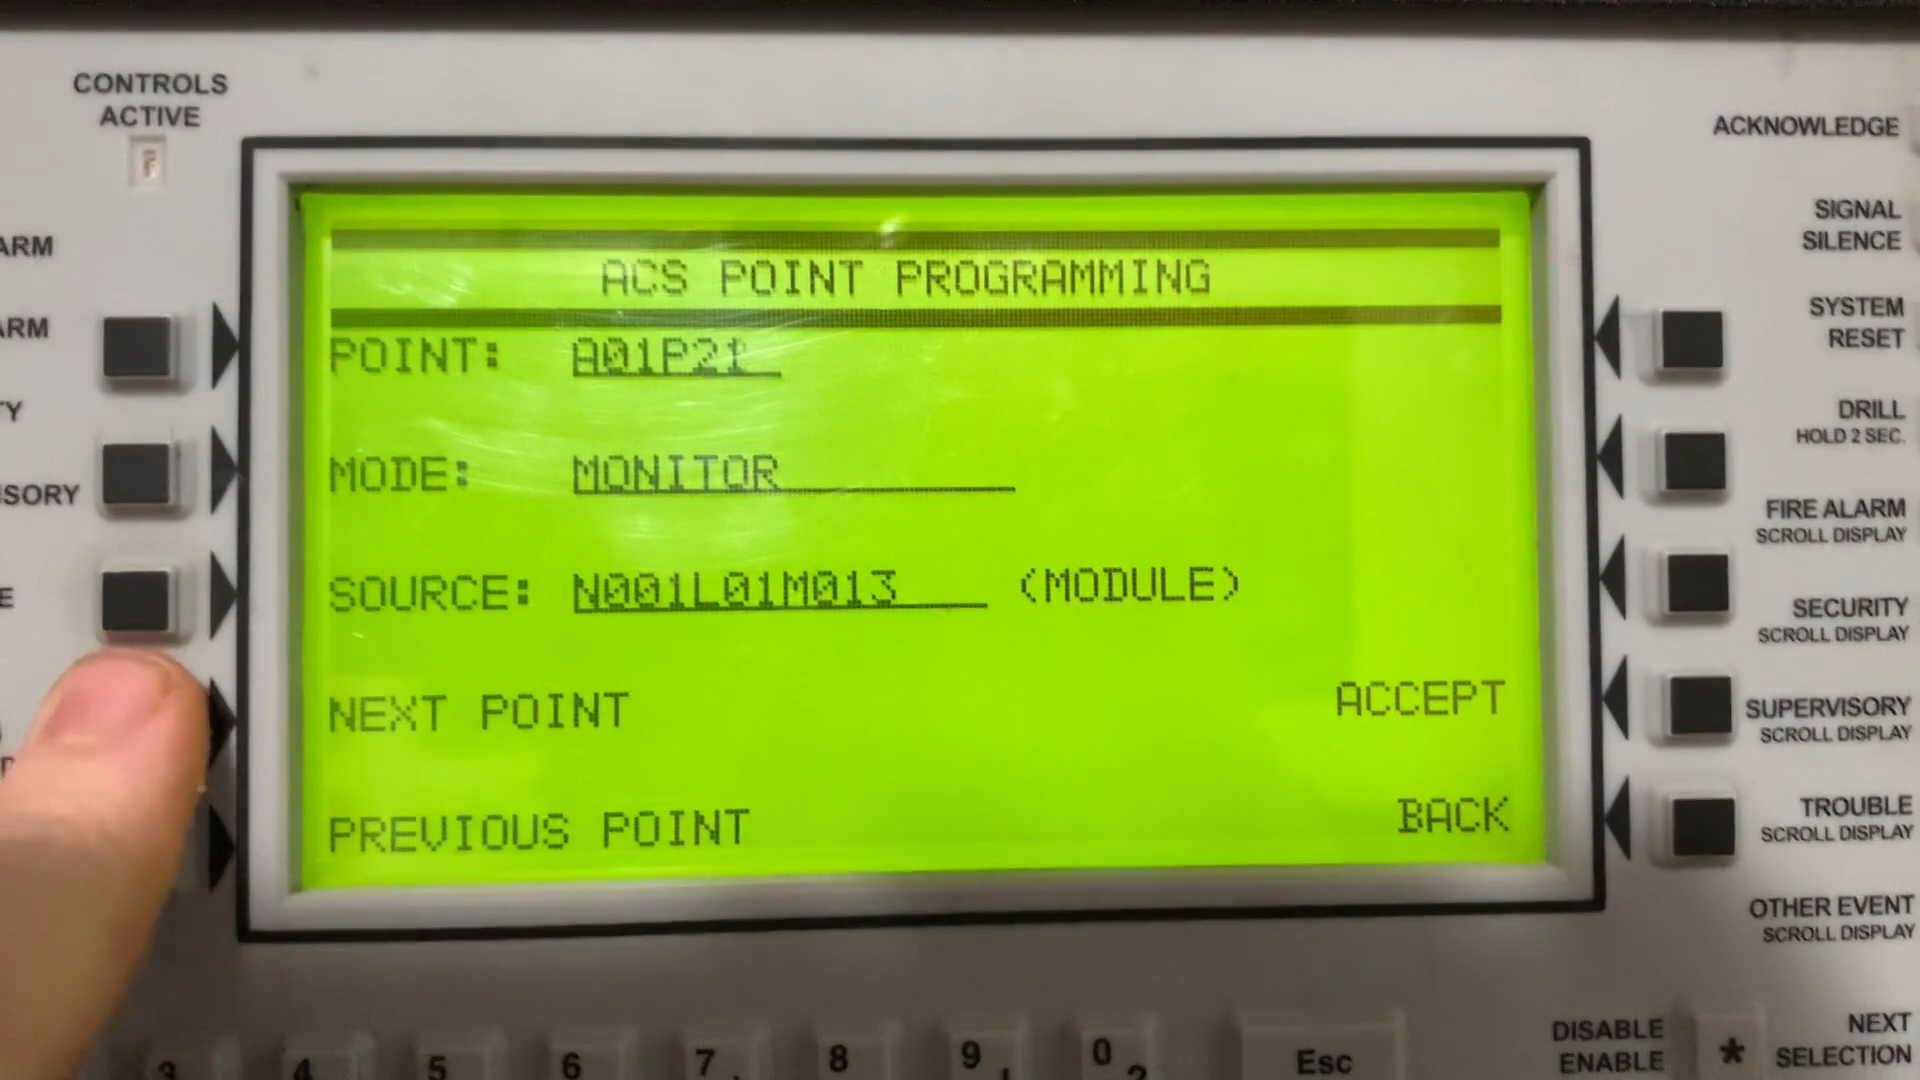 CONTROLS
ACTIVE
ARM
ARM
TY
ISORY
E
ACS POINT PROGRAMMING
POINT: A01P21
MODE: MONITOR
SOURCE: N001L01M013 (MODULE)
NEXT POINT
ACCEPT
PREVIOUS POINT
BACK
ACKNOWLEDGE
SIGNAL
SILENCE
SYSTEM
RESET
DRILL
HOLD 2 SEC.
FIRE ALARM
SCROLL DISPLAY
SECURITY
SCROLL DISPLAY
SUPERVISORY
SCROLL DISPLAY
TROUBLE
SCROLL DISPLAY
OTHER EVENT
SCROLL DISPLAY
3 4 5 6 7 8 9 0 Esc
DISABLE
ENABLE
*
NEXT
SELECTION